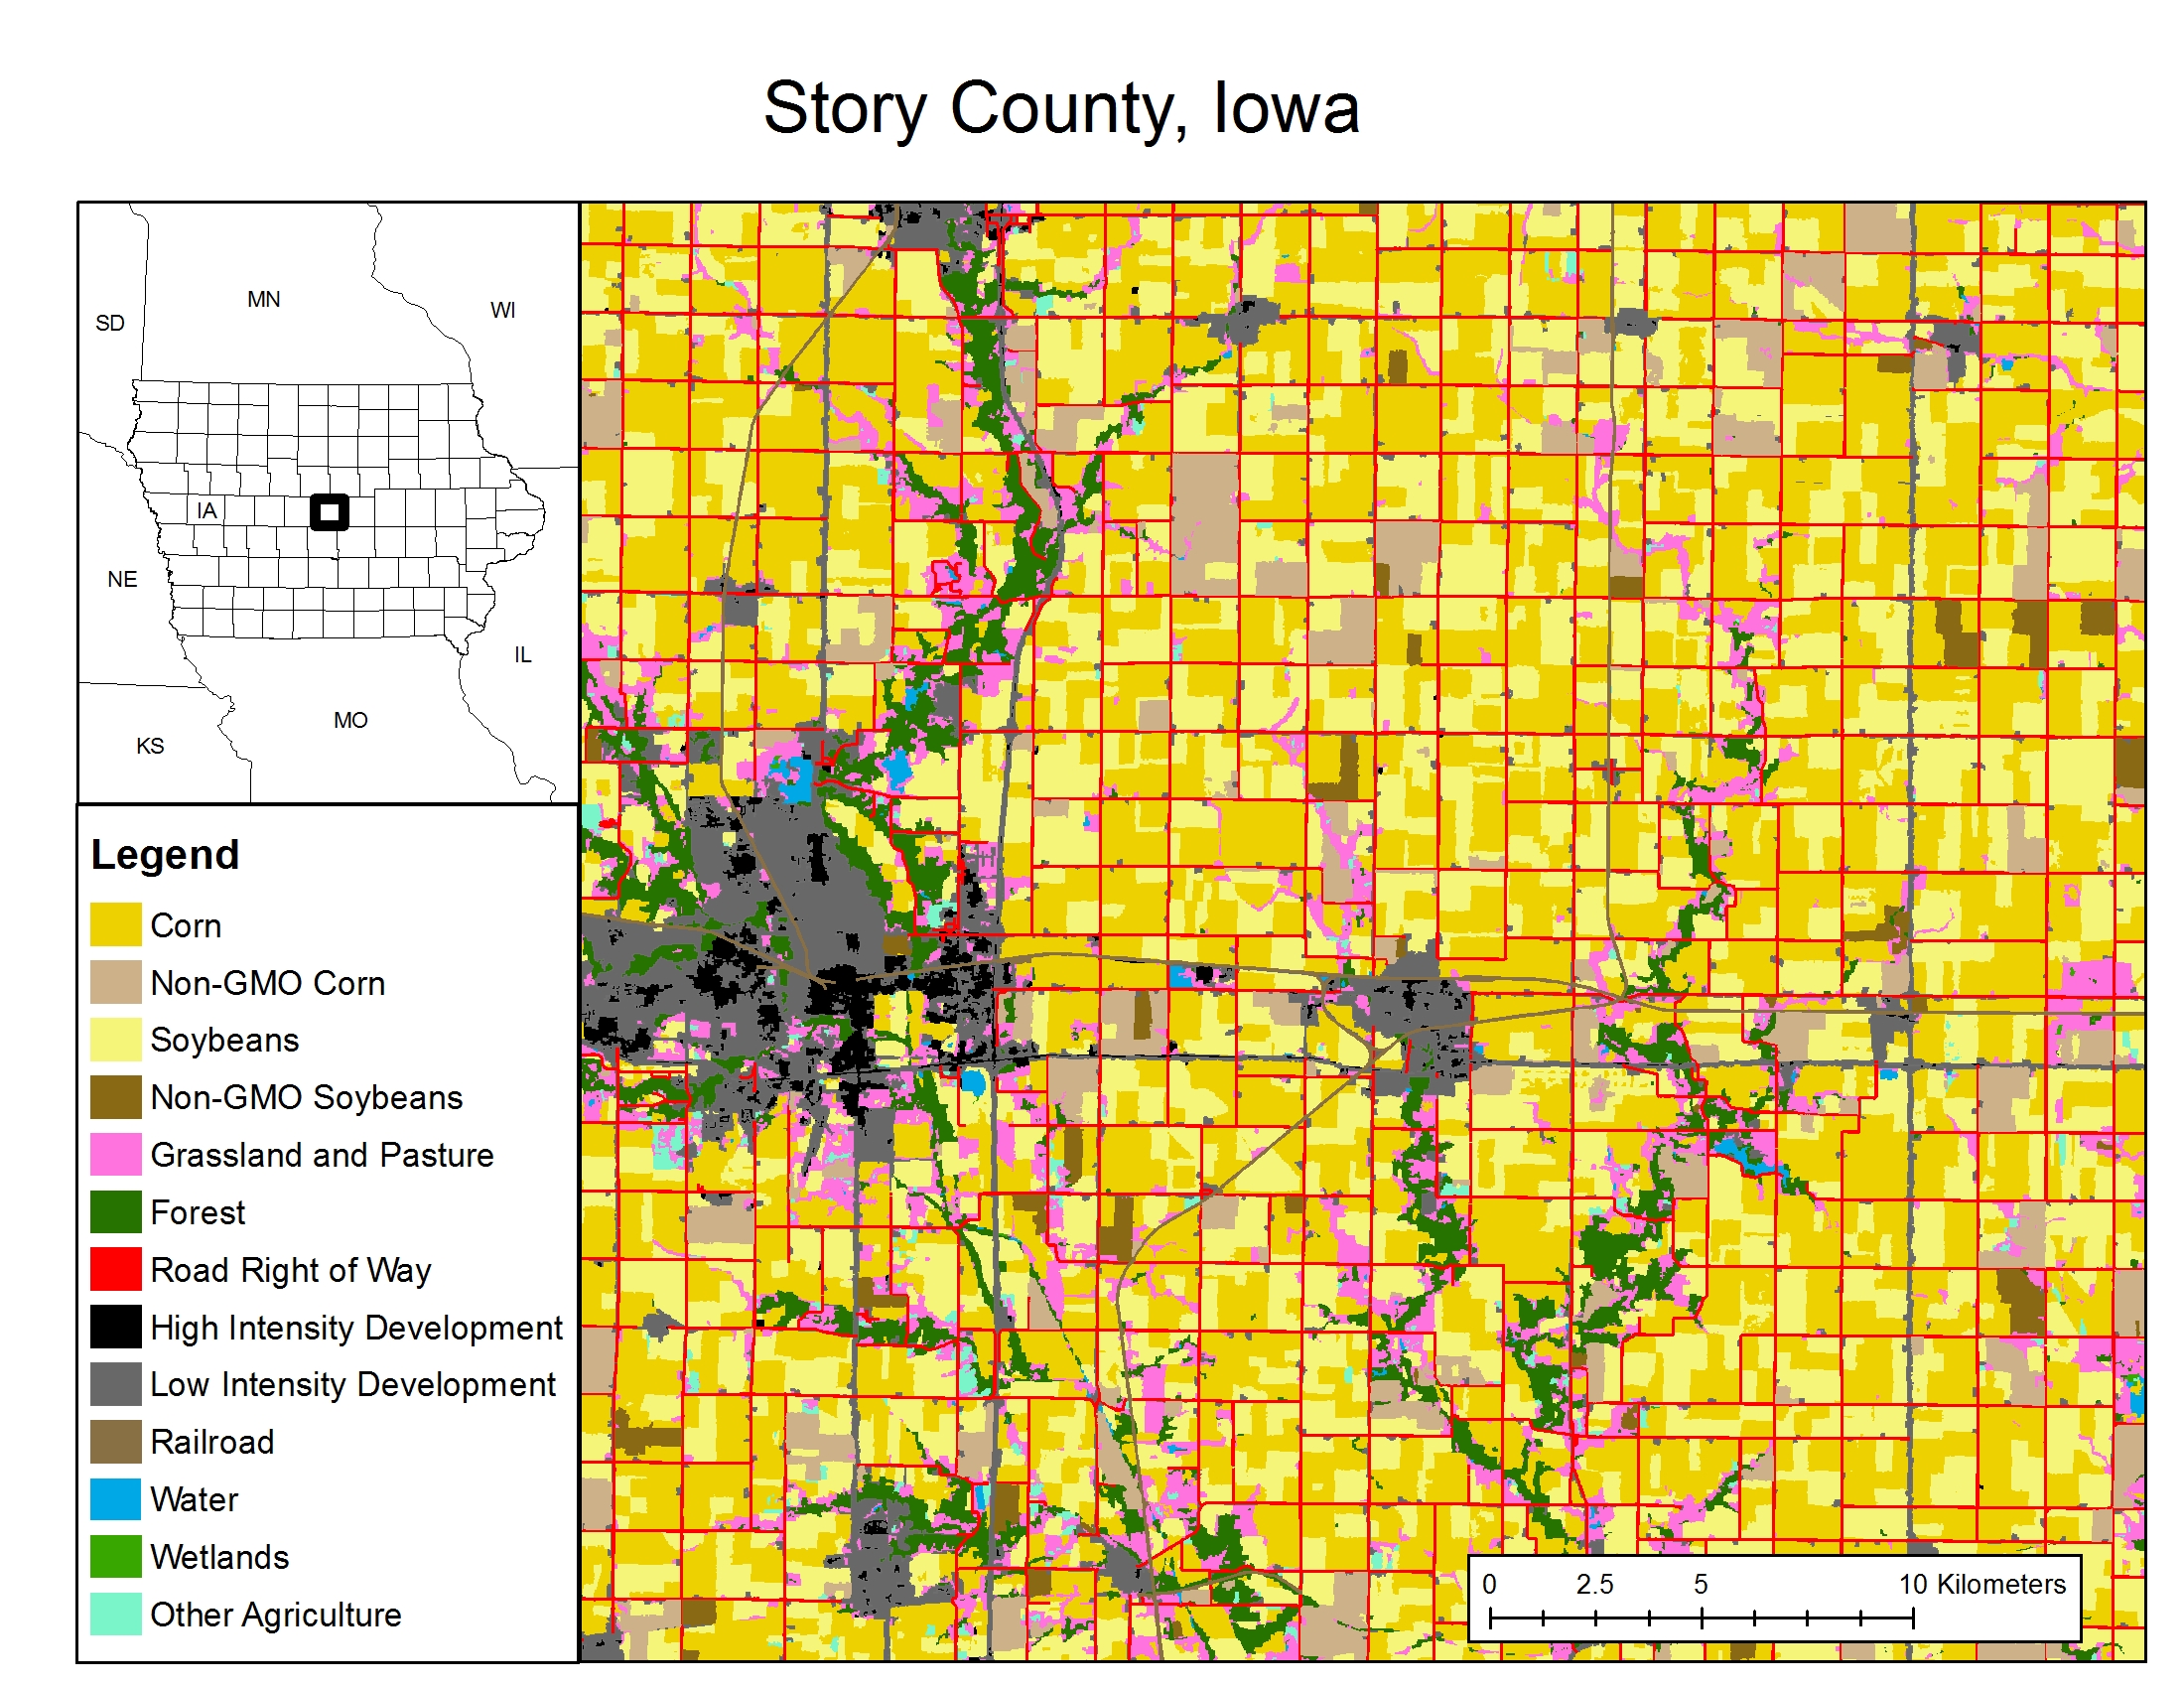 Story County, Iowa
MN
WI
SD
IA
NE
IL
MO
KS
Legend
Corn
Non-GMO Corn
Soybeans
Non-GMO Soybeans
Grassland and Pasture
Forest
Road Right of Way
High Intensity Development
Low Intensity Development
Railroad
Water
Wetlands
Other Agriculture
0 2.5 5 10 Kilometers